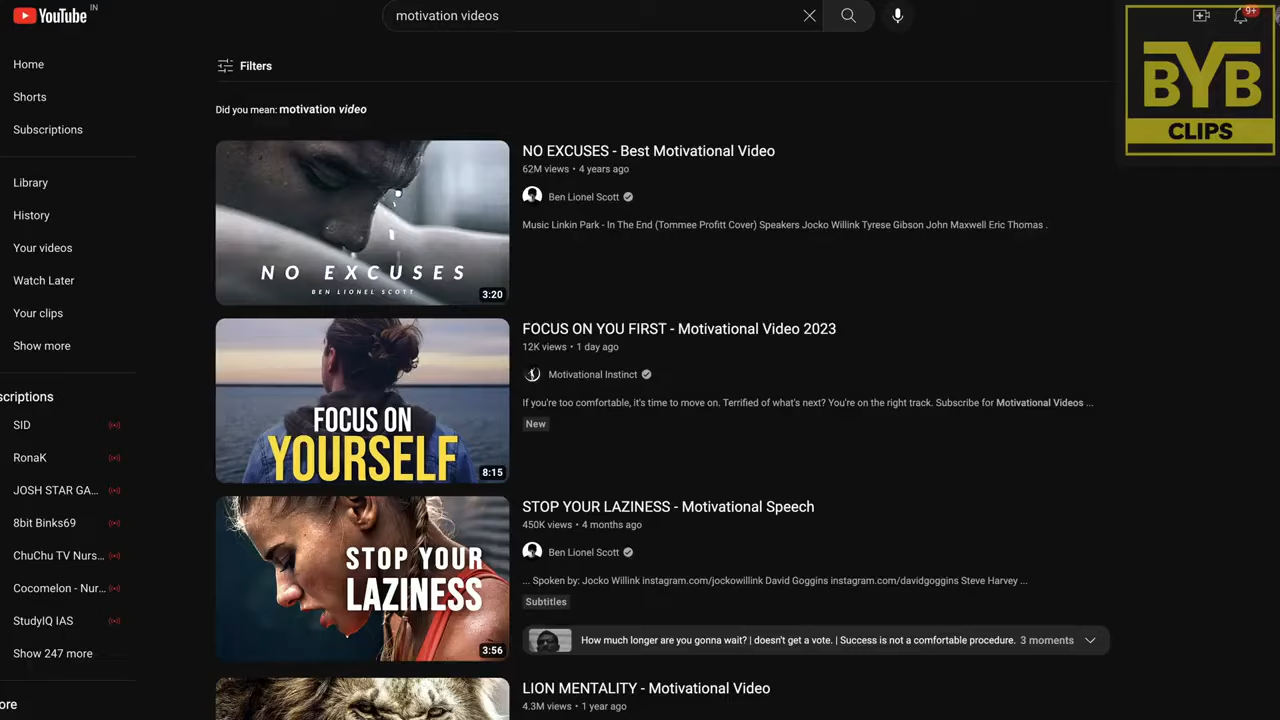 YouTube IN
motivation videos
9+
BYB
CLIPS
Home
Shorts
Subscriptions
Library
History
Your videos
Watch Later
Your clips
Show more
scriptions
SID
RonaK
JOSH STAR GA...
8bit Binks69
ChuChu TV Nurs...
Cocomelon - Nur...
StudyIQ IAS
Show 247 more
ore
Filters
Did you mean: motivation video
NO EXCUSES
BEN LIONEL SCOTT
3:20
NO EXCUSES - Best Motivational Video
62M views • 4 years ago
Ben Lionel Scott
Music Linkin Park - In The End (Tommee Profitt Cover) Speakers Jocko Willink Tyrese Gibson John Maxwell Eric Thomas .
FOCUS ON
YOURSELF
8:15
FOCUS ON YOU FIRST - Motivational Video 2023
12K views • 1 day ago
Motivational Instinct
If you're too comfortable, it's time to move on. Terrified of what's next? You're on the right track. Subscribe for Motivational Videos ...
New
STOP YOUR
LAZINESS
3:56
STOP YOUR LAZINESS - Motivational Speech
450K views • 4 months ago
Ben Lionel Scott
... Spoken by: Jocko Willink instagram.com/jockowillink David Goggins instagram.com/davidgoggins Steve Harvey ...
Subtitles
How much longer are you gonna wait? | doesn't get a vote. | Success is not a comfortable procedure. 3 moments
LION MENTALITY - Motivational Video
4.3M views • 1 year ago